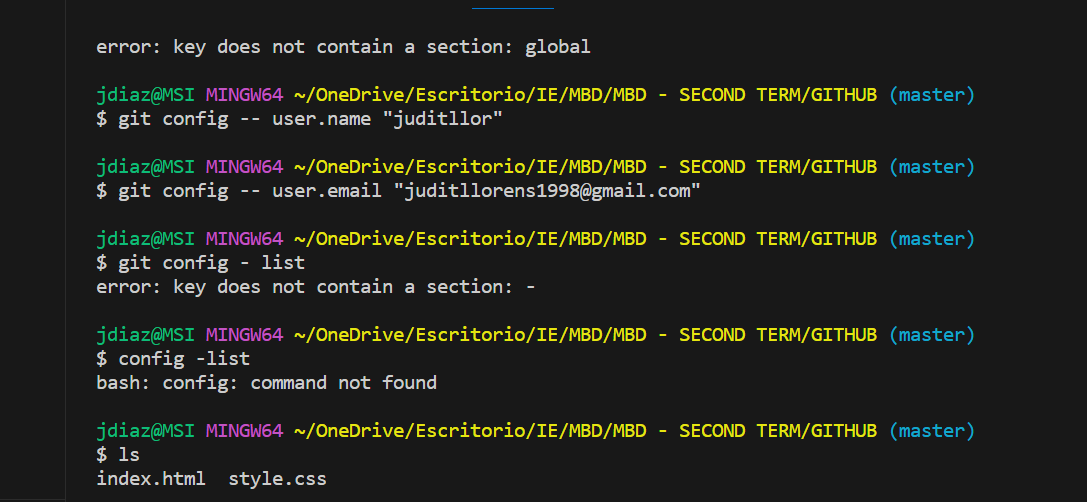 error: key does not contain a section: global
jdiaz@MSI MINGW64 ~/OneDrive/Escritorio/IE/MBD/MBD - SECOND TERM/GITHUB (master)
$ git config -- user.name "juditllor"
jdiaz@MSI MINGW64 ~/OneDrive/Escritorio/IE/MBD/MBD - SECOND TERM/GITHUB (master)
$ git config -- user.email "juditllorens1998@gmail.com"
jdiaz@MSI MINGW64 ~/OneDrive/Escritorio/IE/MBD/MBD - SECOND TERM/GITHUB (master)
$ git config - list
error: key does not contain a section: -
jdiaz@MSI MINGW64 ~/OneDrive/Escritorio/IE/MBD/MBD - SECOND TERM/GITHUB (master)
$ config -list
bash: config: command not found
jdiaz@MSI MINGW64 ~/OneDrive/Escritorio/IE/MBD/MBD - SECOND TERM/GITHUB (master)
$ ls
index.html  style.css